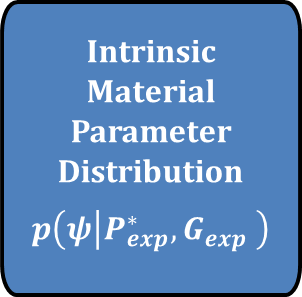 Intrinsic
Material
Parameter
Distribution
p(ψ|P*exp, Gexp )